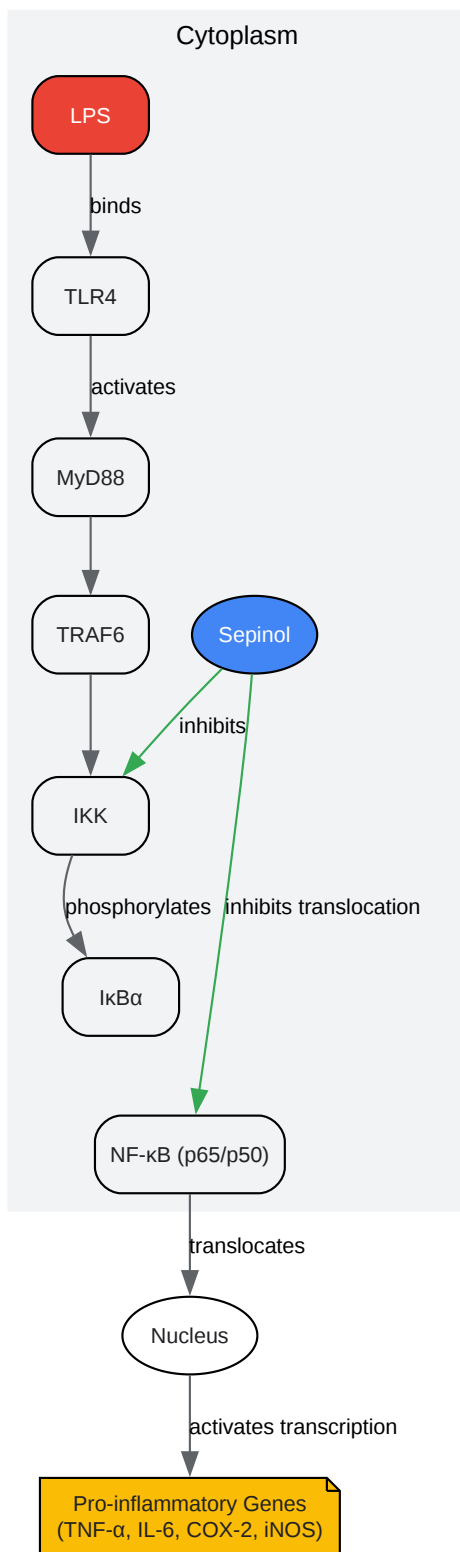 Cytoplasm
LPS
binds
TLR4
activates
MyD88
TRAF6
Sepinol
inhibits
IKK
phosphorylates
inhibits translocation
IκBα
NF-κB (p65/p50)
translocates
Nucleus
activates transcription
Pro-inflammatory Genes
(TNF-α, IL-6, COX-2, iNOS)